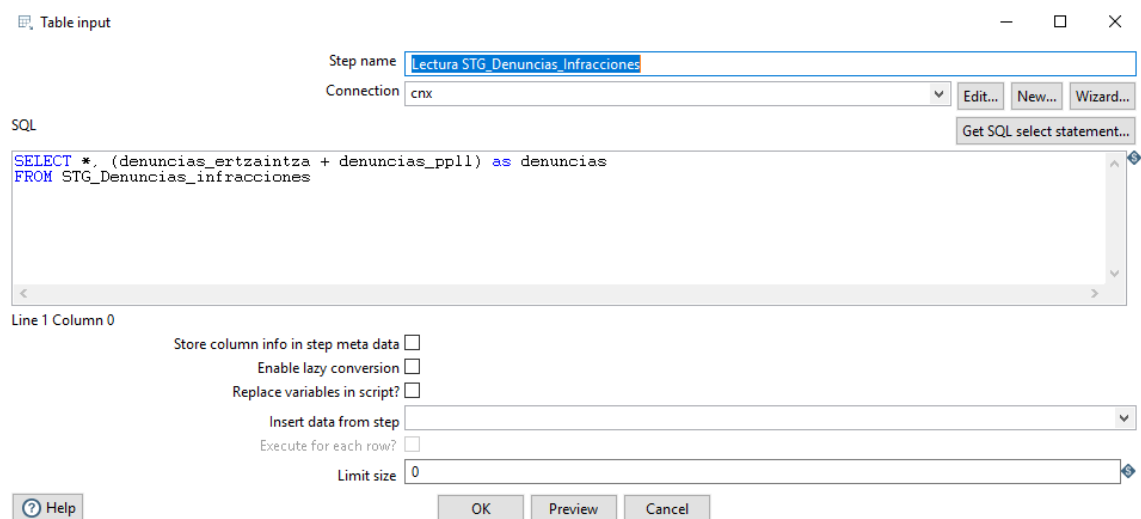 Table input
Step name Lectura STG_Denuncias_Infracciones
Connection cnx Edit... New... Wizard...
SQL Get SQL select statement...
SELECT *, (denuncias_ertzaintza + denuncias_ppll) as denuncias
FROM STG_Denuncias_infracciones
Line 1 Column 0
Store column info in step meta data
Enable lazy conversion
Replace variables in script?
Insert data from step
Execute for each row?
Limit size 0
Help OK Preview Cancel